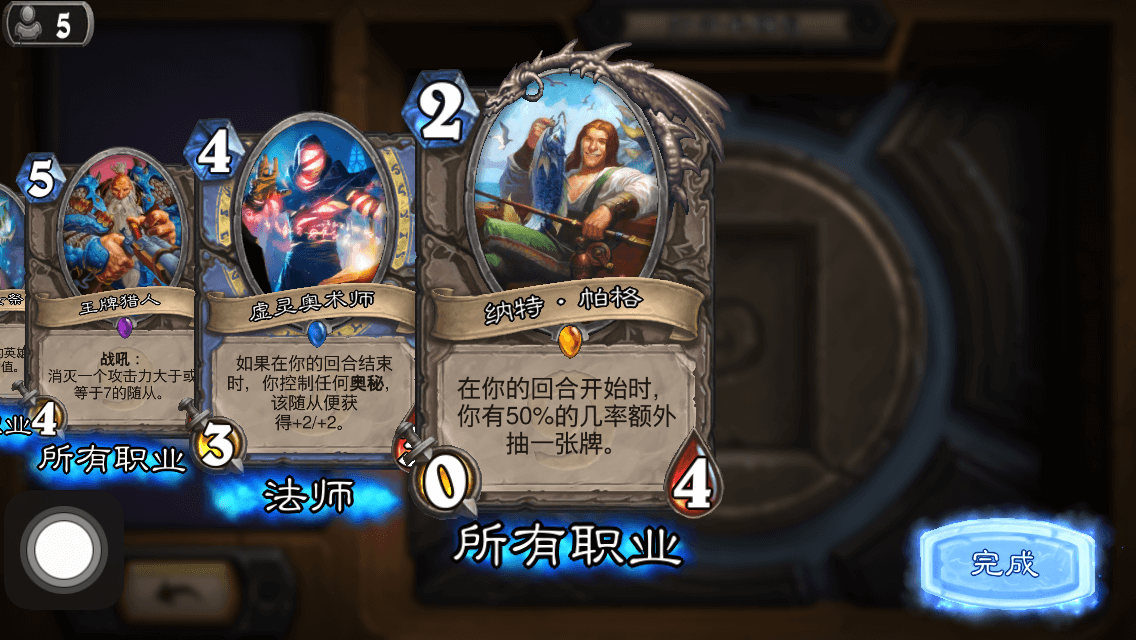 5
5
王牌猎人
战吼：
消灭一个攻击力大于或
等于7的随从。
4
所有职业
4
虚灵奥术师
如果在你的回合结束
时，你控制任何奥秘，
该随从便获
得+2/+2。
3
法师
2
纳特·帕格
在你的回合开始时，
你有50%的几率额外
抽一张牌。
0
4
所有职业
完成